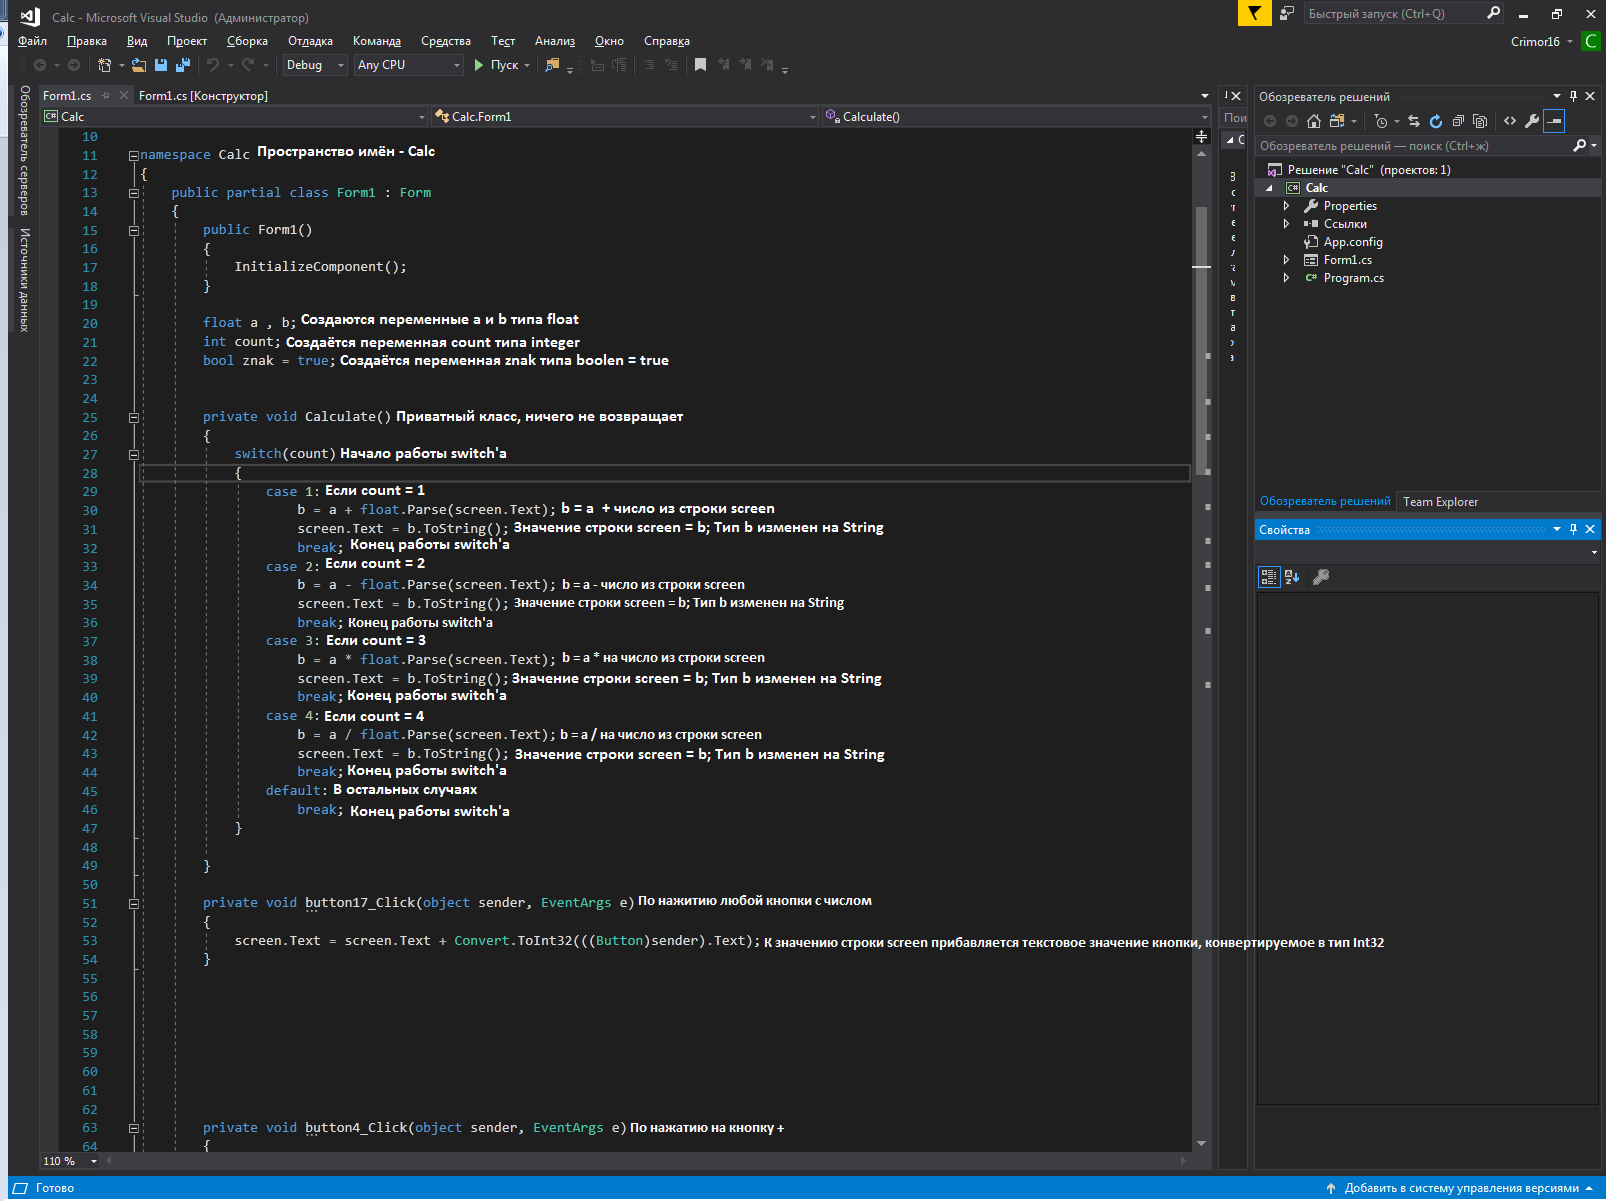 Calc - Microsoft Visual Studio (Администратор)
Быстрый запуск (Ctrl+Q)
Файл Правка Вид Проект Сборка Отладка Команда Средства Тест Анализ Окно Справка
Crimor16 C
Debug Any CPU Пуск
Обозреватель серверов
Источники данных
Form1.cs Form1.cs [Конструктор]
C# Calc Calc.Form1 Calculate()
10
11 namespace Calc Пространство имён - Calc
12 {
13 public partial class Form1 : Form
14 {
15 public Form1()
16 {
17 InitializeComponent();
18 }
19
20 float a , b; Создаются переменные a и b типа float
21 int count; Создаётся переменная count типа integer
22 bool znak = true; Создаётся переменная znak типа boolen = true
23
24
25 private void Calculate() Приватный класс, ничего не возвращает
26 {
27 switch(count) Начало работы switch'а
28 {
29 case 1: Если count = 1
30 b = a + float.Parse(screen.Text); b = a + число из строки screen
31 screen.Text = b.ToString(); Значение строки screen = b; Тип b изменен на String
32 break; Конец работы switch'а
33 case 2: Если count = 2
34 b = a - float.Parse(screen.Text); b = a - число из строки screen
35 screen.Text = b.ToString(); Значение строки screen = b; Тип b изменен на String
36 break; Конец работы switch'а
37 case 3: Если count = 3
38 b = a * float.Parse(screen.Text); b = a * на число из строки screen
39 screen.Text = b.ToString(); Значение строки screen = b; Тип b изменен на String
40 break; Конец работы switch'а
41 case 4: Если count = 4
42 b = a / float.Parse(screen.Text); b = a / на число из строки screen
43 screen.Text = b.ToString(); Значение строки screen = b; Тип b изменен на String
44 break; Конец работы switch'а
45 default: В остальных случаях
46 break; Конец работы switch'а
47 }
48
49 }
50
51 private void button17_Click(object sender, EventArgs e) По нажитию любой кнопки с числом
52 {
53 screen.Text = screen.Text + Convert.ToInt32(((Button)sender).Text); К значению строки screen прибавляется текстовое значение кнопки, конвертируемое в тип Int32
54 }
55
56
57
58
59
60
61
62
63 private void button4_Click(object sender, EventArgs e) По нажатию на кнопку +
64 {
110 %
Пои
Обозреватель решений
Обозреватель решений — поиск (Ctrl+ж)
Решение "Calc" (проектов: 1)
C# Calc
Properties
Ссылки
App.config
Form1.cs
C# Program.cs
Обозреватель решений Team Explorer
Свойства
Готово
Добавить в систему управления версиями